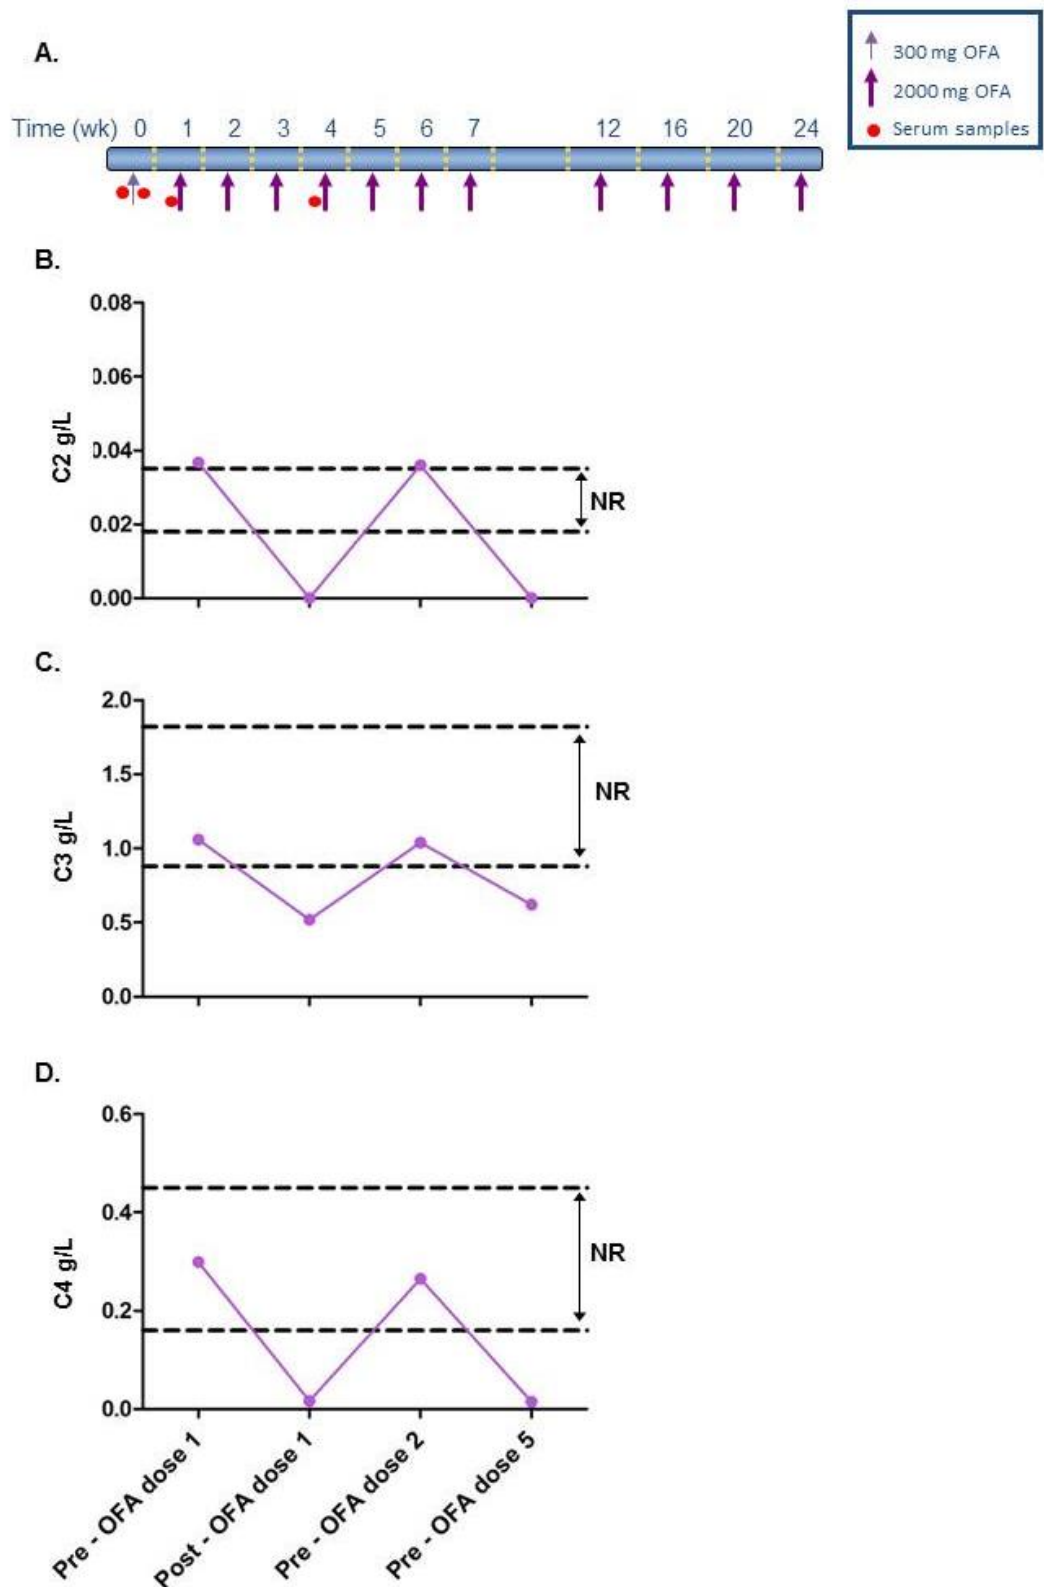 A.
300 mg OFA
2000 mg OFA
Serum samples
Time (wk) 0 1 2 3 4 5 6 7 12 16 20 24
B.
0.08
0.06
0.04
0.02
0.00
C2 g/L
NR
C.
2.0
1.5
1.0
0.5
0.0
C3 g/L
NR
D.
0.6
0.4
0.2
0.0
C4 g/L
NR
Pre - OFA dose 1
Post - OFA dose 1
Pre - OFA dose 2
Pre - OFA dose 5